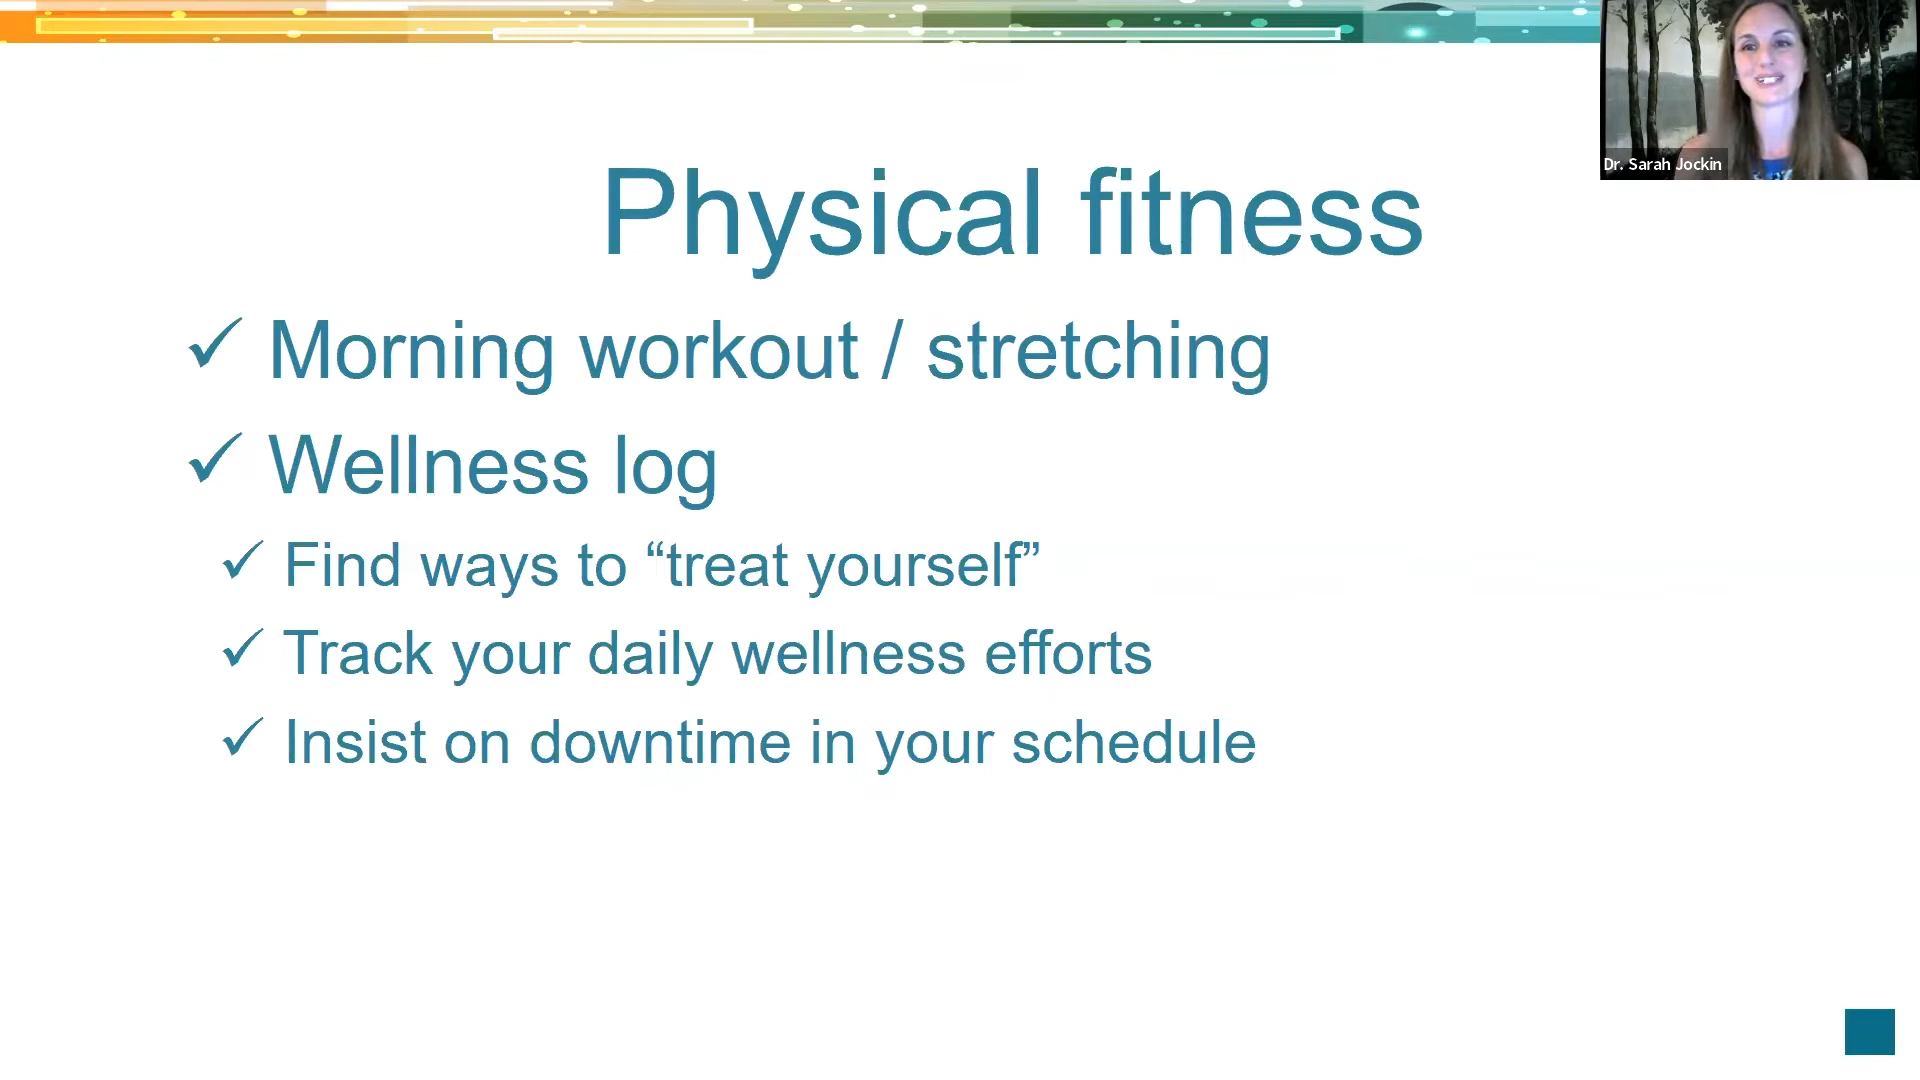 Dr. Sarah Jockin
Physical fitness
Morning workout / stretching
Wellness log
Find ways to “treat yourself”
Track your daily wellness efforts
Insist on downtime in your schedule